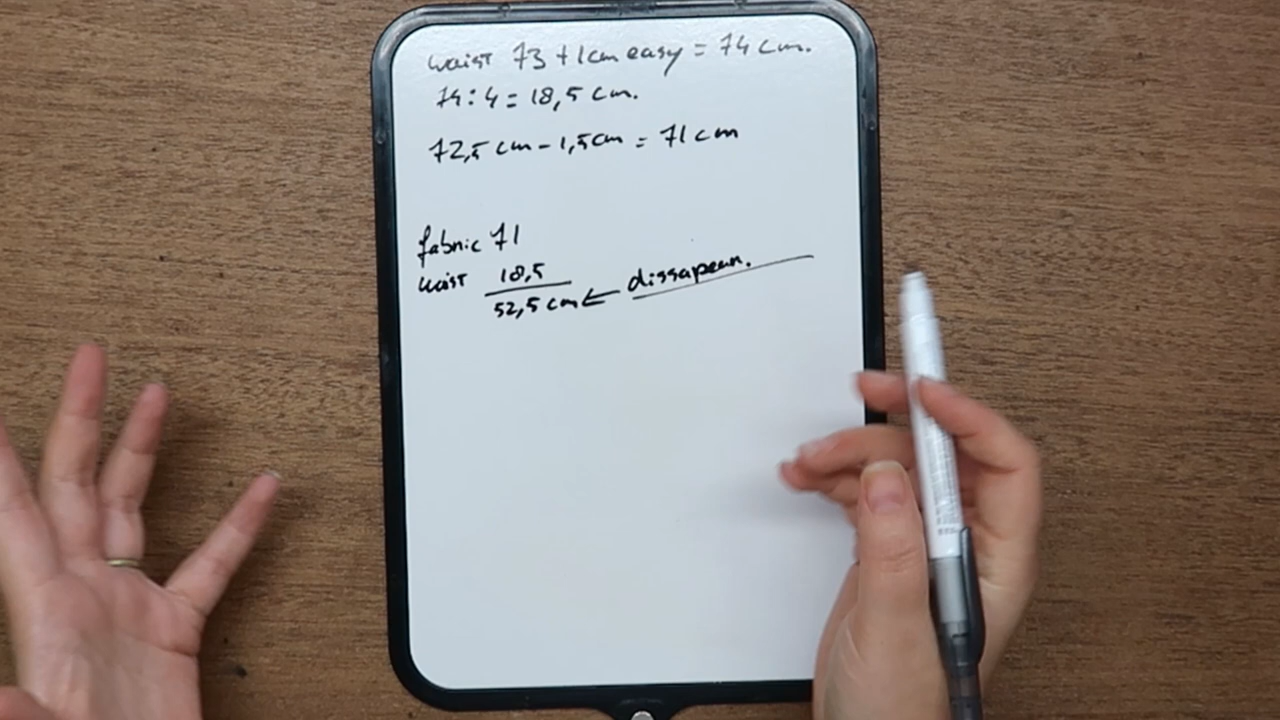 waist 73 + 1cm easy = 74 cm.
74 : 4 = 18,5 cm.
72,5 cm - 1,5cm = 71 cm
fabric 71
waist 18,5
52,5 cm ← dissapear.